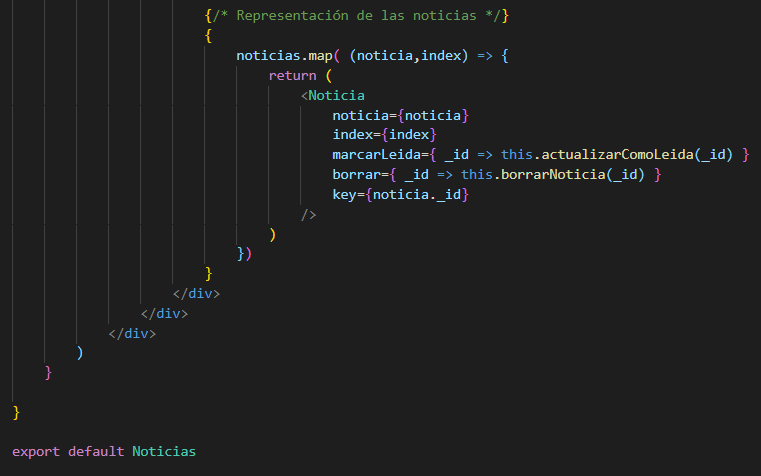 {/* Representación de las noticias */}
{
noticias.map( (noticia,index) => {
return (
<Noticia
noticia={noticia}
index={index}
marcarLeida={ _id => this.actualizarComoLeida(_id) }
borrar={ _id => this.borrarNoticia(_id) }
key={noticia._id}
/>
)
})
}
</div>
</div>
</div>
)
}
}
export default Noticias